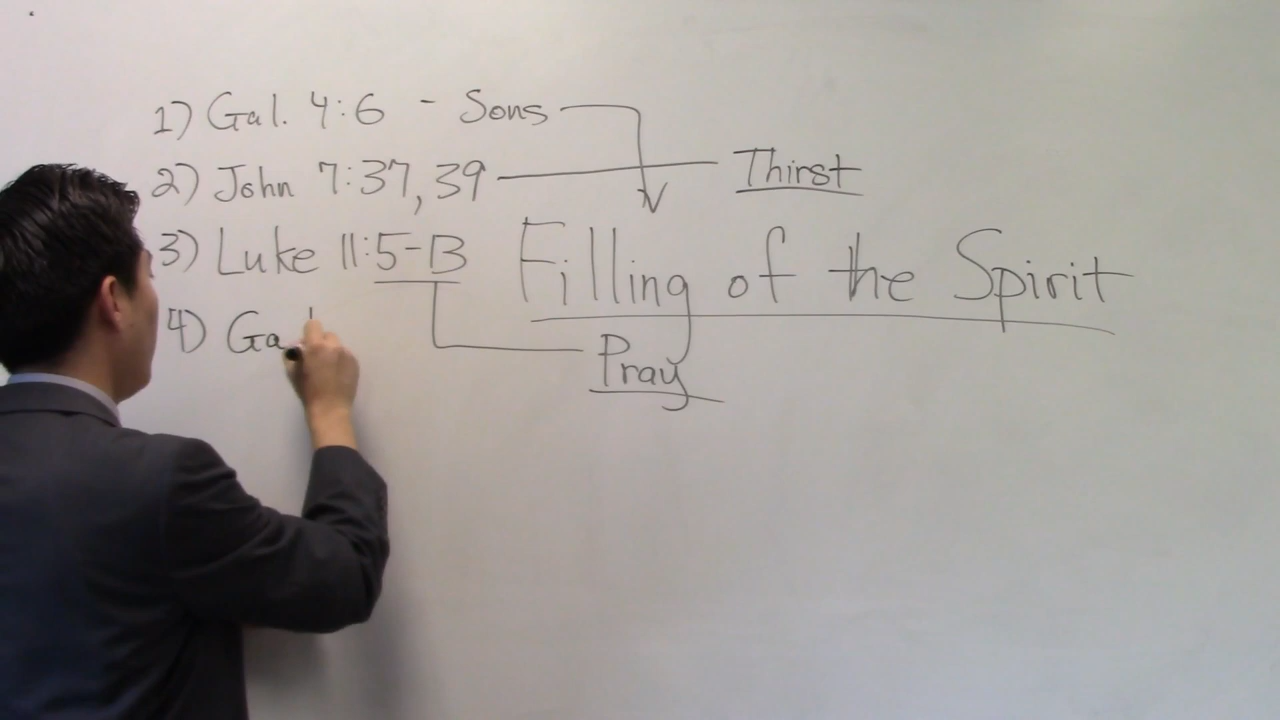 1) Gal. 4:6 - Sons
2) John 7:37, 39
Thirst
3) Luke 11:5-13
Filling of the Spirit
4) Gal
Pray